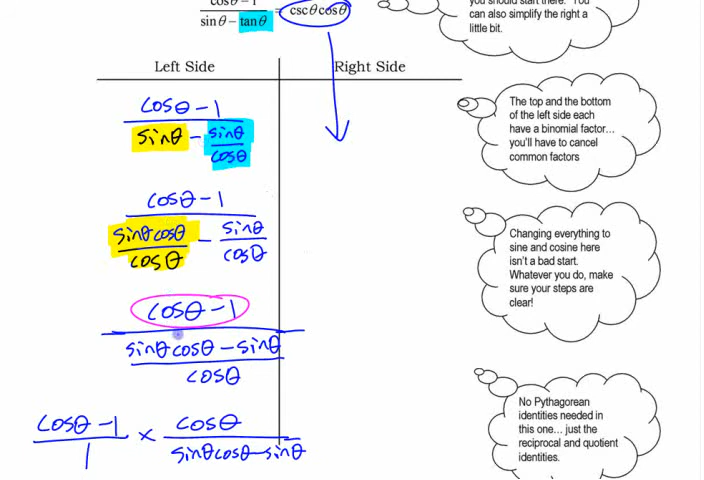 you should start there. You
can also simplify the right a
little bit.
cosθ − 1
sinθ − tanθ
= cscθcosθ
Left Side
Right Side
cosθ − 1
sinθ − sinθ
cosθ
The top and the bottom
of the left side each
have a binomial factor...
you'll have to cancel
common factors
cosθ − 1
sinθcosθ − sinθ
cosθ cosθ
Changing everything to
sine and cosine here
isn't a bad start.
Whatever you do, make
sure your steps are
clear!
cosθ − 1
sinθcosθ − sinθ
cosθ
cosθ − 1 × cosθ
1 sinθcosθ − sinθ
No Pythagorean
identities needed in
this one... just the
reciprocal and quotient
identities.